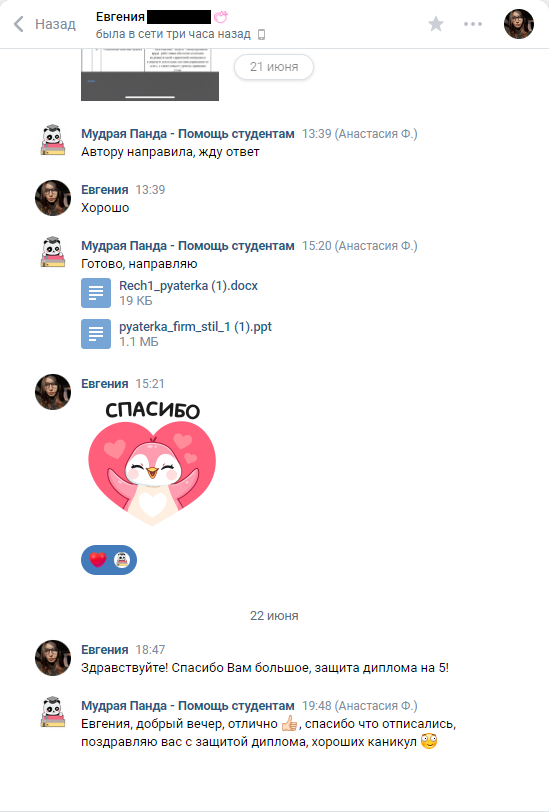 Назад
Евгения
была в сети три часа назад
21 июня
Мудрая Панда - Помощь студентам 13:39 (Анастасия Ф.)
Автору направила, жду ответ
Евгения 13:39
Хорошо
Мудрая Панда - Помощь студентам 15:20 (Анастасия Ф.)
Готово, направляю
Rech1_pyaterka (1).docx
19 КБ
pyaterka_firm_stil_1 (1).ppt
1.1 МБ
Евгения 15:21
СПАСИБО
22 июня
Евгения 18:47
Здравствуйте! Спасибо Вам большое, защита диплома на 5!
Мудрая Панда - Помощь студентам 19:48 (Анастасия Ф.)
Евгения, добрый вечер, отлично 👍, спасибо что отписались,
поздравляю вас с защитой диплома, хороших каникул